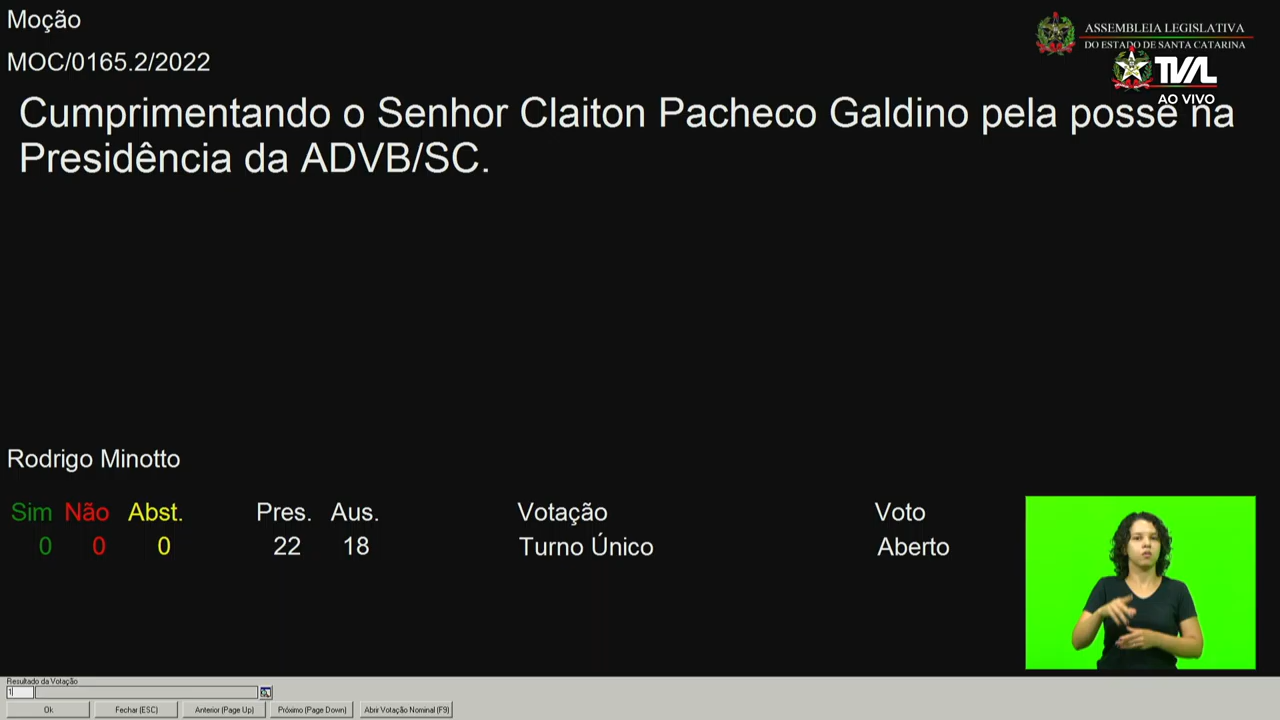 Moção
MOC/0165.2/2022
ASSEMBLEIA LEGISLATIVA
DO ESTADO DE SANTA CATARINA
TVAL
AO VIVO
Cumprimentando o Senhor Claiton Pacheco Galdino pela posse na
Presidência da ADVB/SC.
Rodrigo Minotto
Sim Não Abst. Pres. Aus. Votação Voto
0 0 0 22 18 Turno Único Aberto
Resultado da Votação
1
Ok Fechar (ESC) Anterior (Page Up) Próximo (Page Down) Abrir Votação Nominal (F9)